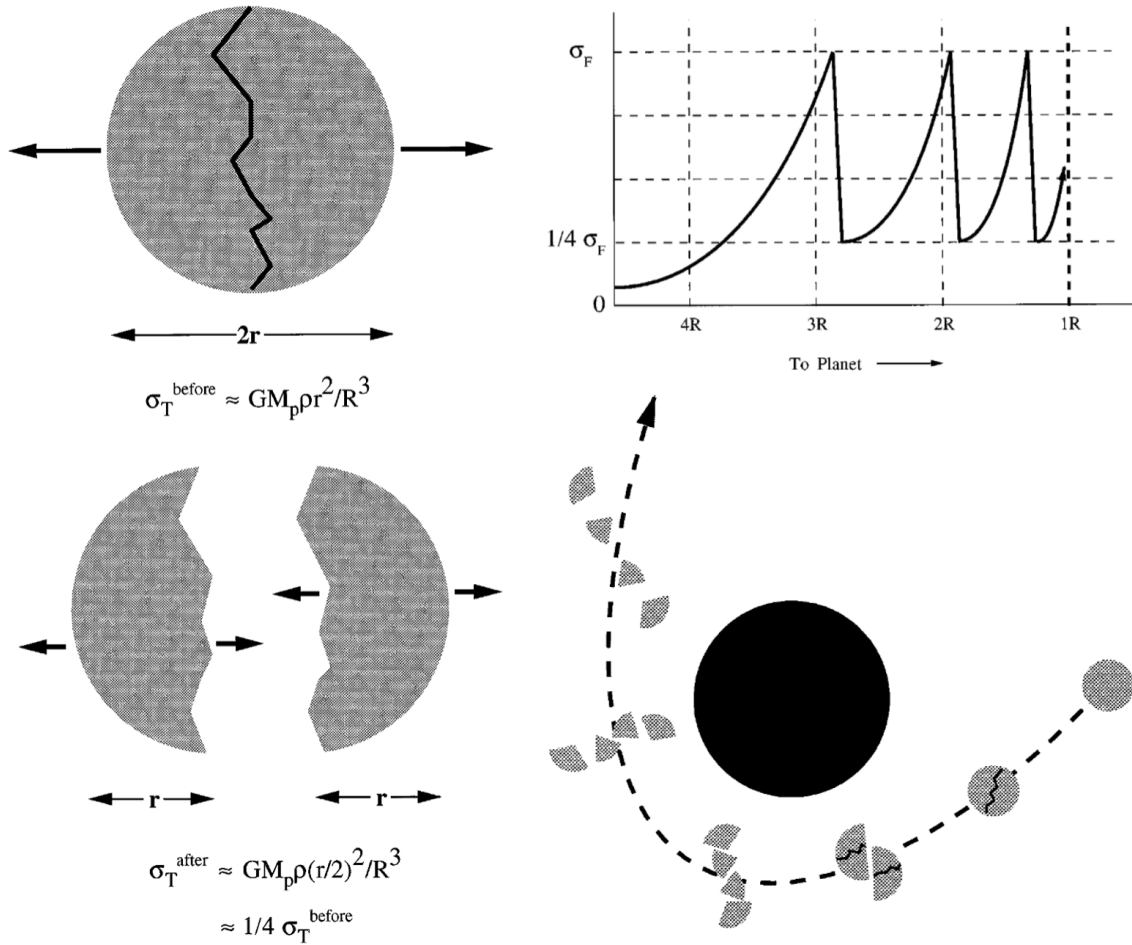 2r
σ_T^before ≈ GM_pρr^2/R^3
σ_F
1/4 σ_F
0
4R 3R 2R 1R
To Planet
r r
σ_T^after ≈ GM_pρ(r/2)^2/R^3
≈ 1/4 σ_T^before